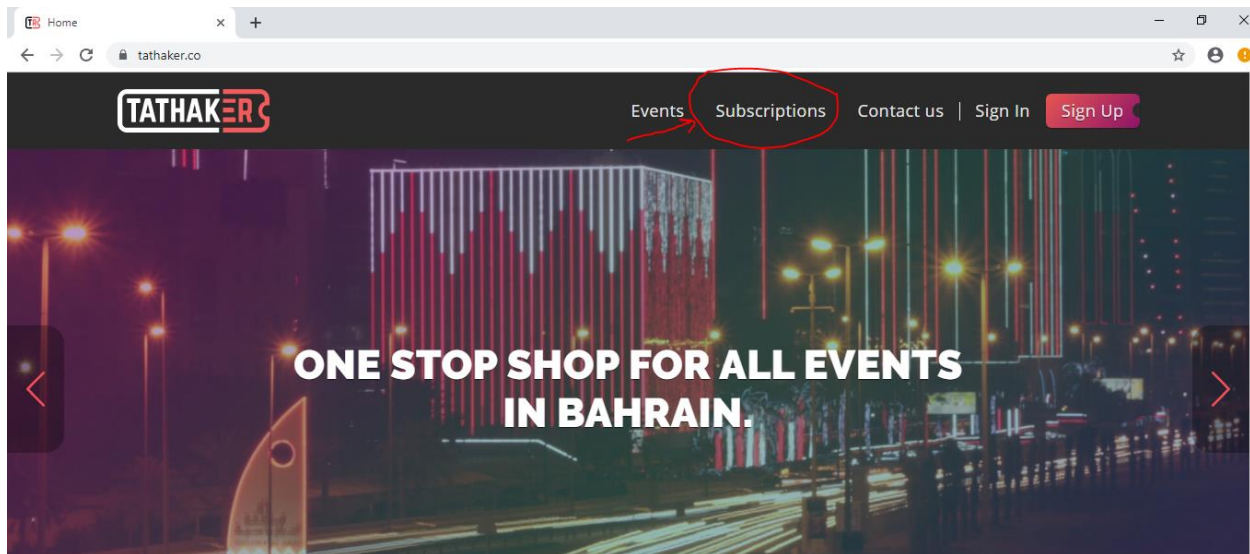 Home
tathaker.co
TATHAKER
Events Subscriptions Contact us | Sign In Sign Up
ONE STOP SHOP FOR ALL EVENTS
IN BAHRAIN.